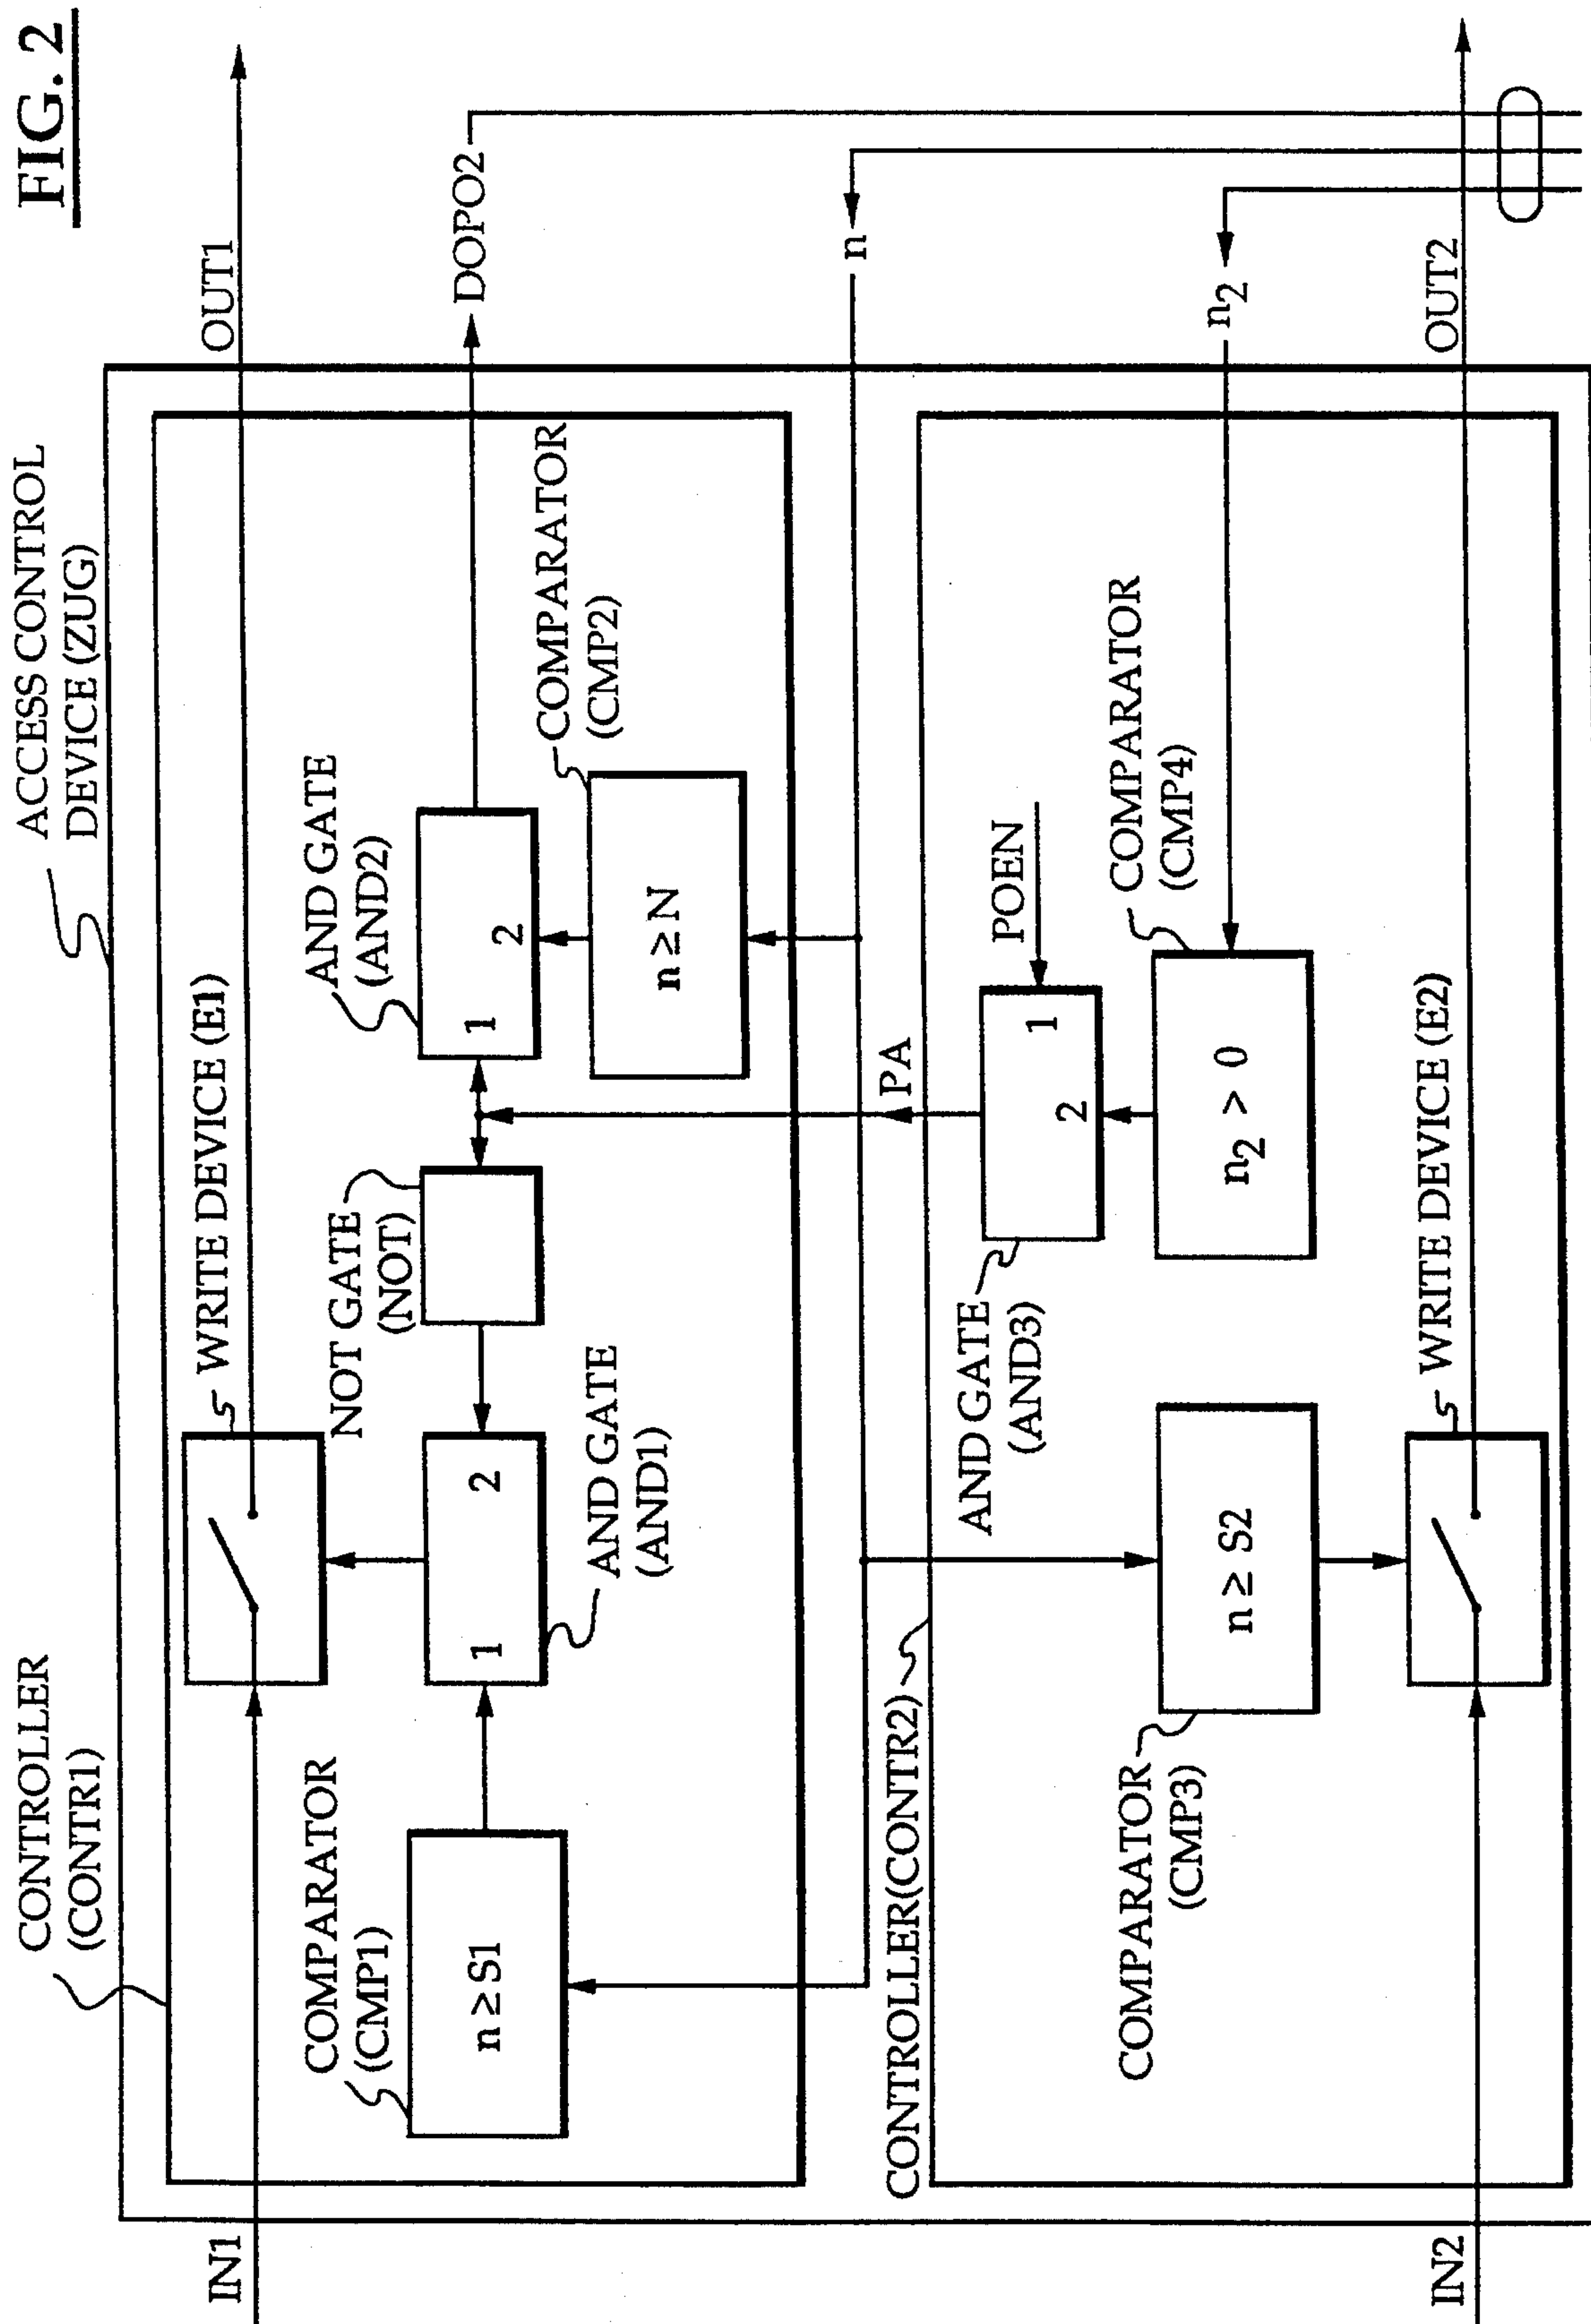 FIG. 2
ACCESS CONTROL
DEVICE (ZUG)
CONTROLLER
(CONTR1)
IN1
WRITE DEVICE (E1)
OUT1
COMPARATOR
(CMP1)
n ≥ S1
1
2
AND GATE
(AND1)
NOT GATE
(NOT)
AND GATE
(AND2)
1
2
n ≥ N
COMPARATOR
(CMP2)
DOPO2
n
n2
PA
CONTROLLER(CONTR2)
COMPARATOR
(CMP3)
n ≥ S2
AND GATE
(AND3)
1
2
POEN
n2 > 0
COMPARATOR
(CMP4)
WRITE DEVICE (E2)
IN2
OUT2